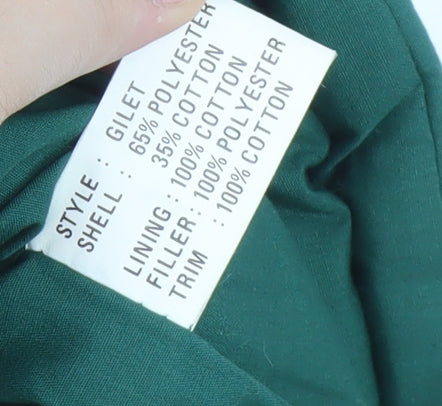 STYLE : GILET
SHELL : 65% POLYESTER
35% COTTON
LINING : 100% COTTON
FILLER : 100% POLYESTER
TRIM : 100% COTTON